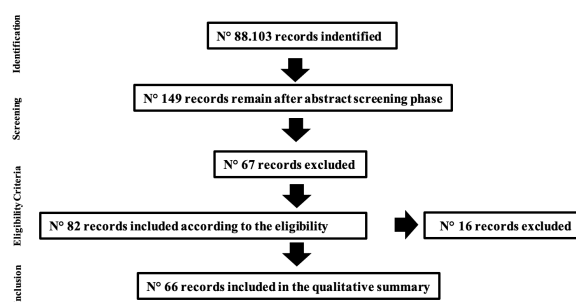 Identification
N° 88.103 records indentified
Screening
N° 149 records remain after abstract screening phase
N° 67 records excluded
Eligibility Criteria
N° 82 records included according to the eligibility
N° 16 records excluded
nclusion
N° 66 records included in the qualitative summary